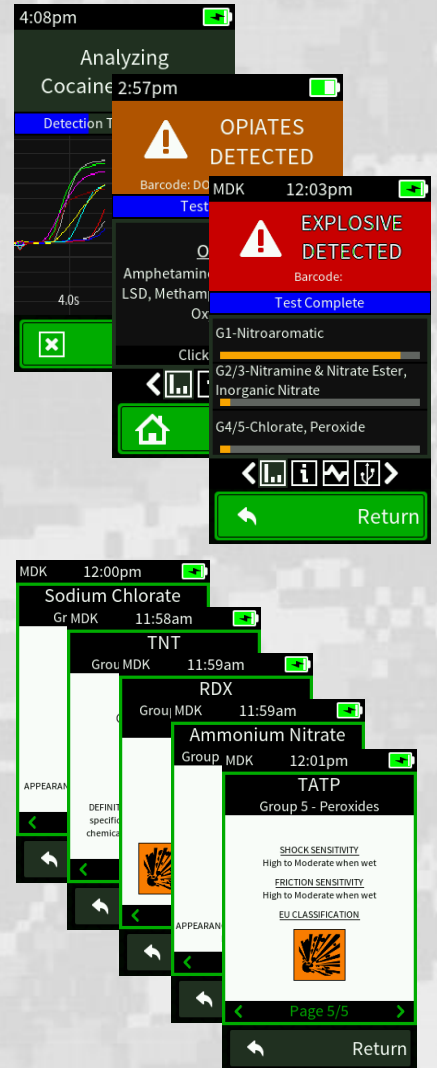 4:08pm
Analyzing
Cocaine
Detection T
4.0s
2:57pm
OPIATES
DETECTED
Barcode: DO
Test
O
Amphetamine
LSD, Methamp
Ox
Click
MDK 12:03pm
EXPLOSIVE
DETECTED
Barcode:
Test Complete
G1-Nitroaromatic
G2/3-Nitramine & Nitrate Ester,
Inorganic Nitrate
G4/5-Chlorate, Peroxide
Return
MDK 12:00pm
Sodium Chlorate
Gr
APPEARAN
MDK 11:58am
TNT
Grou
DEFINIT
specific
chemica
MDK 11:59am
RDX
Group
MDK 11:59am
Ammonium Nitrate
Group
APPEARAN
MDK 12:01pm
TATP
Group 5 - Peroxides
SHOCK SENSITIVITY
High to Moderate when wet
FRICTION SENSITIVITY
High to Moderate when wet
EU CLASSIFICATION
Page 5/5
Return